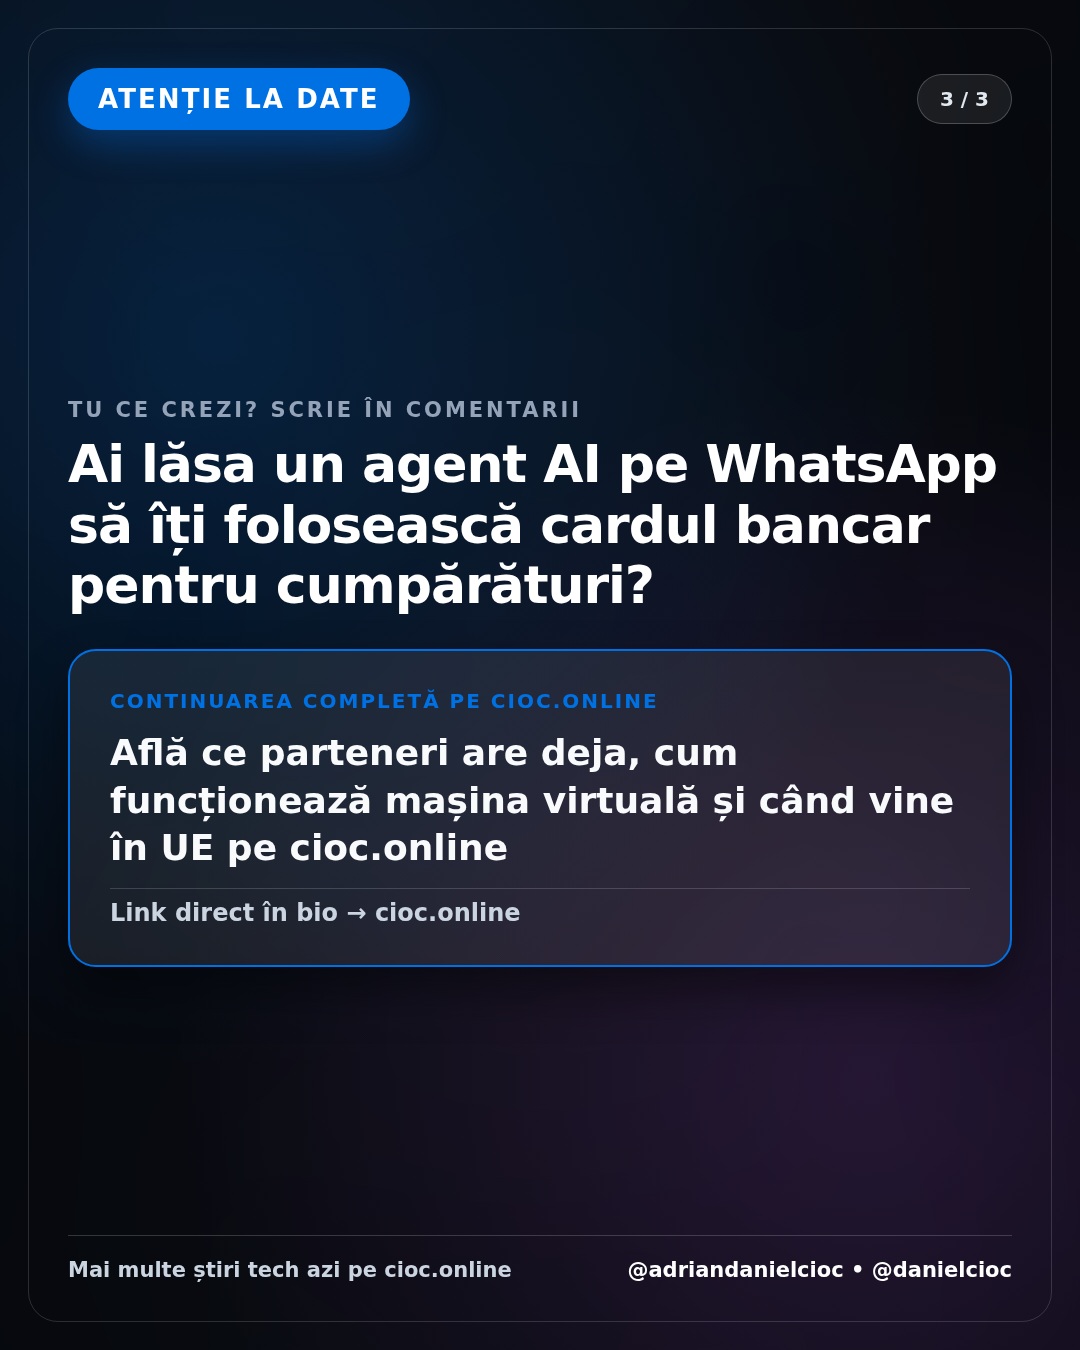 ATENȚIE LA DATE
3 / 3
TU CE CREZI? SCRIE ÎN COMENTARII
Ai lăsa un agent AI pe WhatsApp
să îți folosească cardul bancar
pentru cumpărături?
CONTINUAREA COMPLETĂ PE CIOC.ONLINE
Află ce parteneri are deja, cum
funcționează mașina virtuală și când vine
în UE pe cioc.online
Link direct în bio → cioc.online
Mai multe știri tech azi pe cioc.online
@adriandanielcioc • @danielcioc